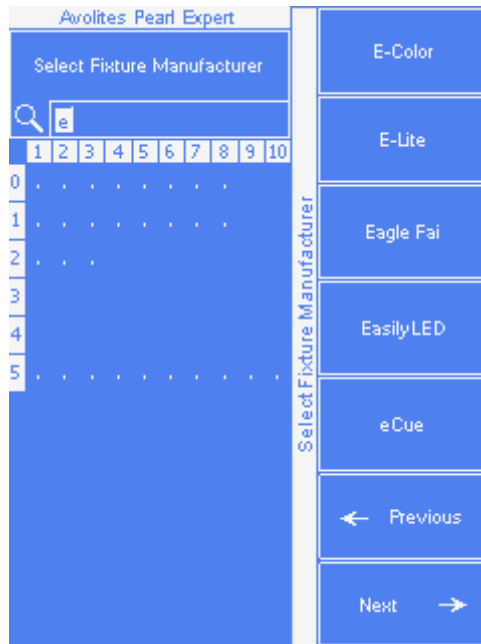 Avolites Pearl Expert
Select Fixture Manufacturer
e
1 2 3 4 5 6 7 8 9 10
0 . . . . . . . .
1 . . . . . . . .
2 . . .
3
4
5 . . . . . . . . . .
Select Fixture Manufacturer
E-Color
E-Lite
Eagle Fai
EasilyLED
eCue
Previous
Next